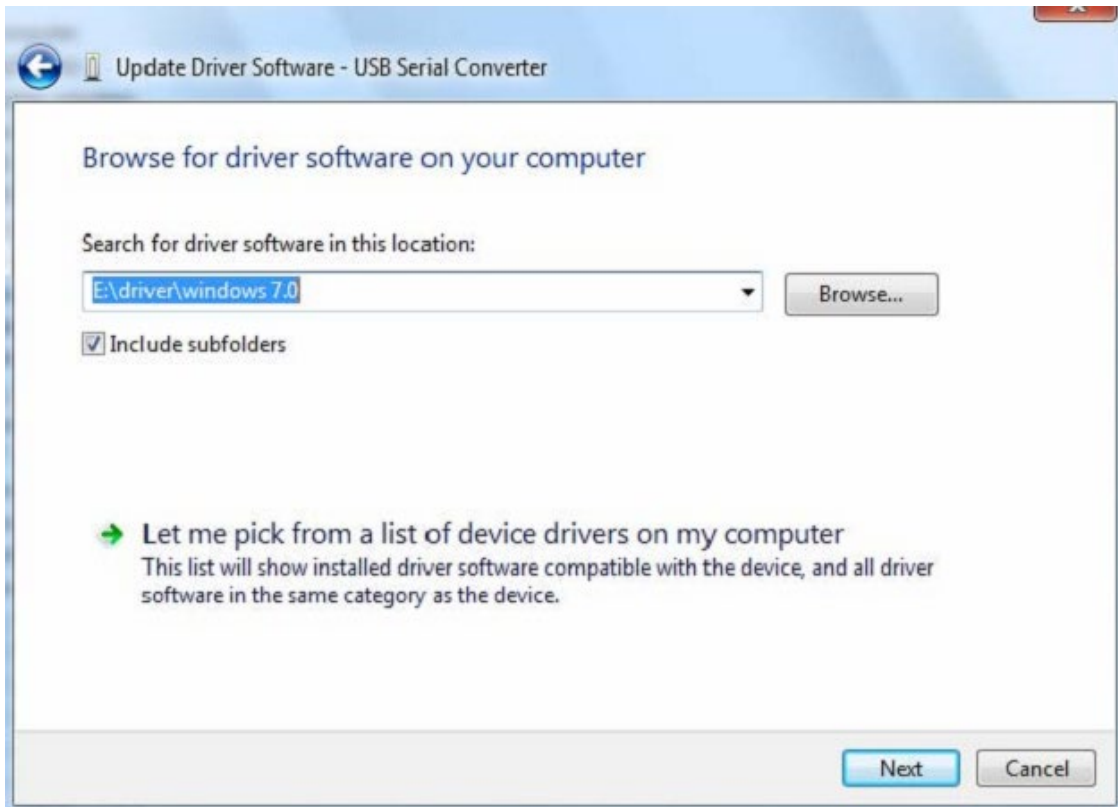 Update Driver Software - USB Serial Converter
Browse for driver software on your computer
Search for driver software in this location:
E:\driver\windows 7.0
Browse...
Include subfolders
Let me pick from a list of device drivers on my computer
This list will show installed driver software compatible with the device, and all driver
software in the same category as the device.
Next
Cancel